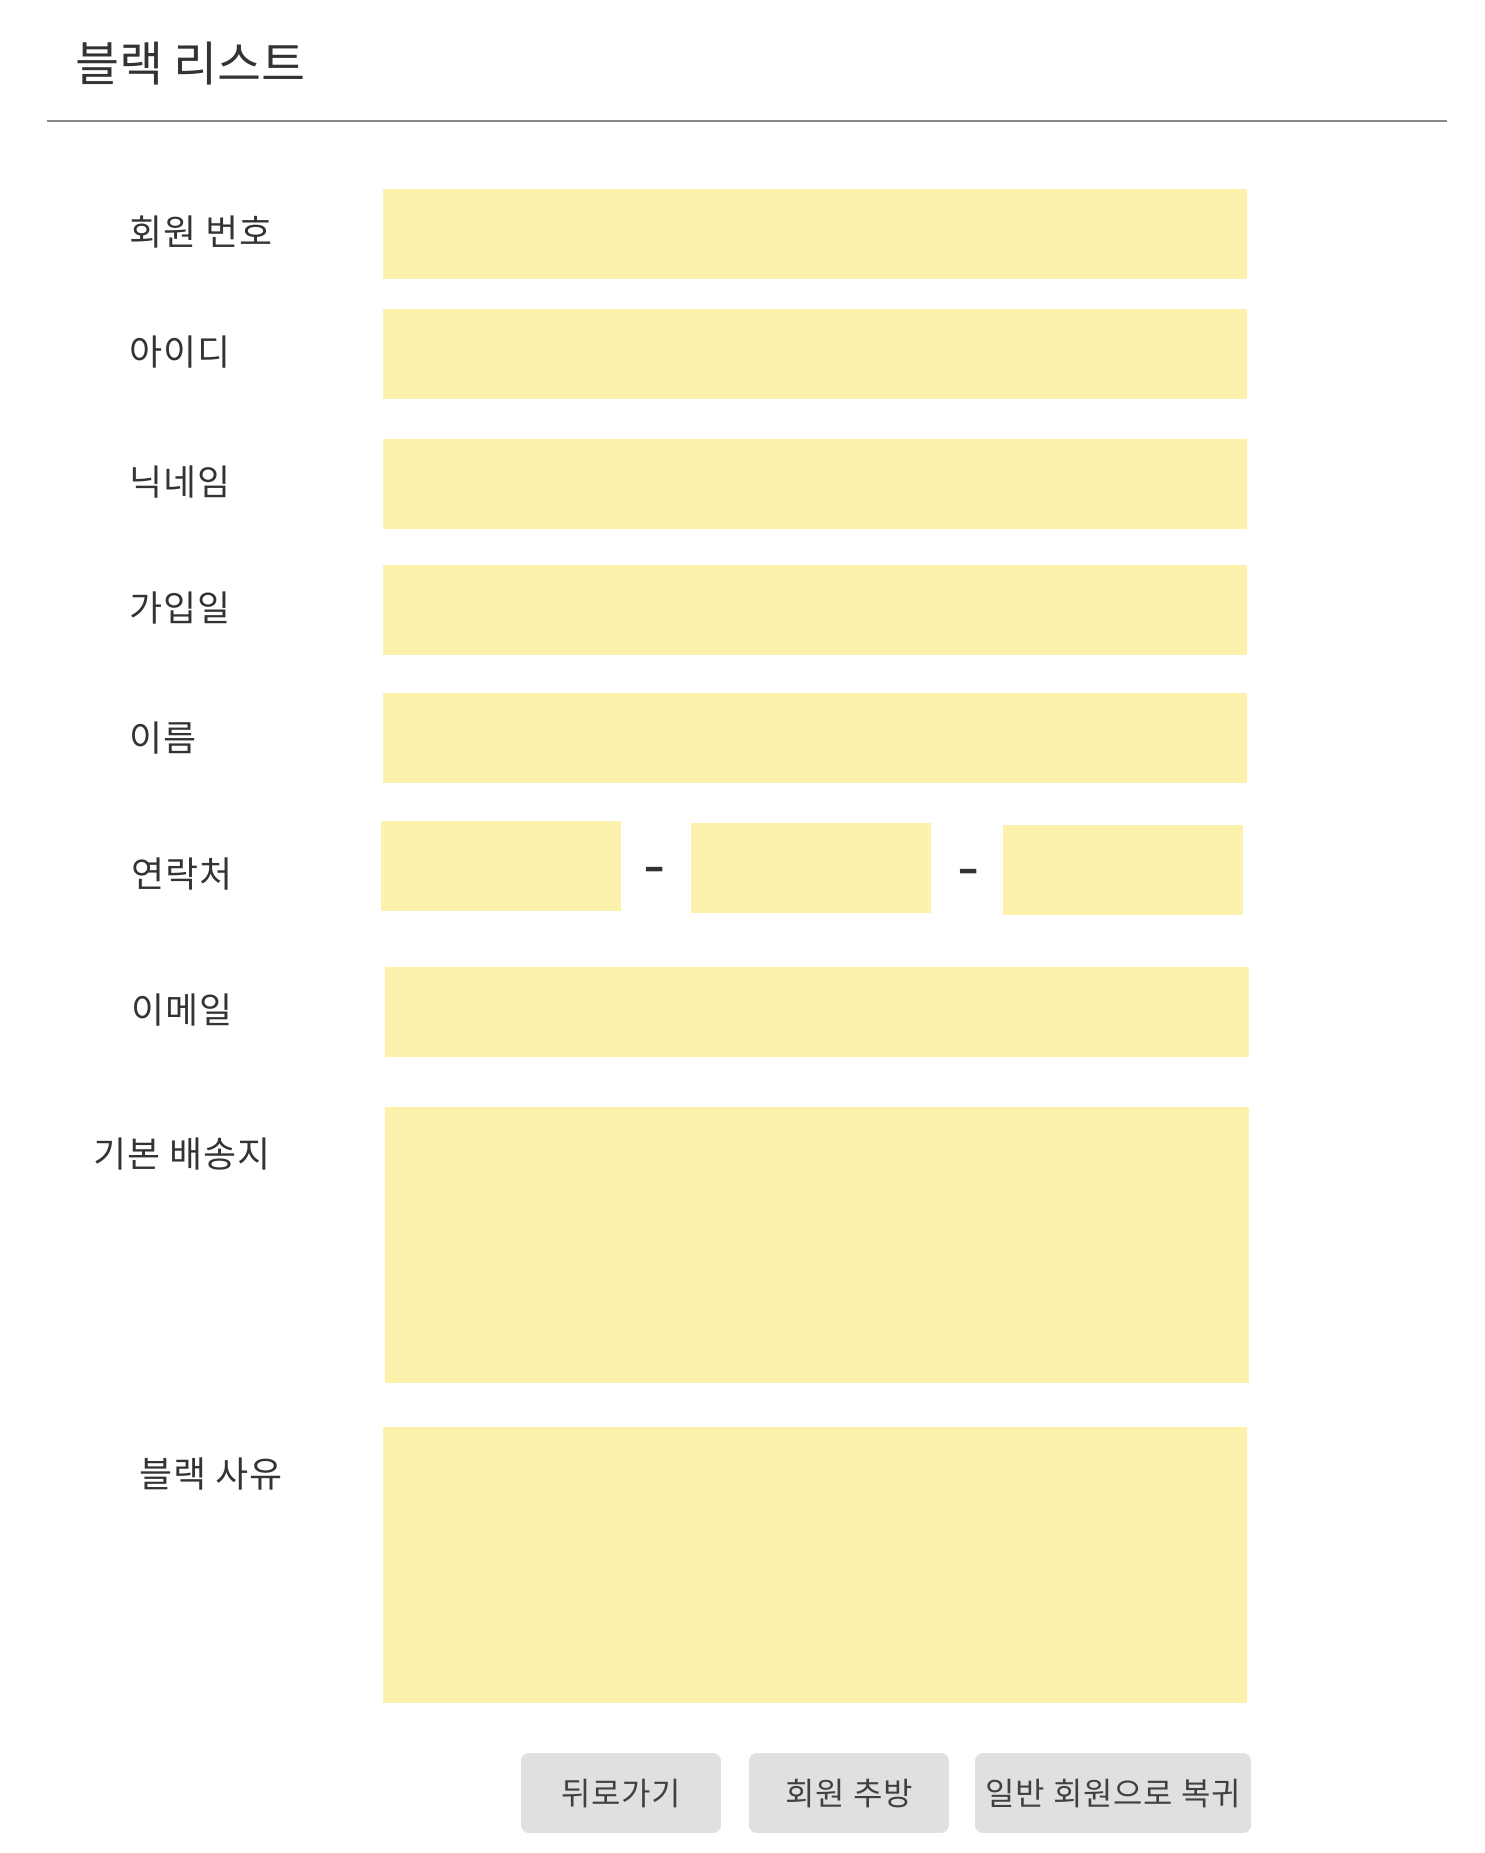 블랙 리스트
회원 번호
아이디
닉네임
가입일
이름
연락처 - -
이메일
기본 배송지
블랙 사유
뒤로가기 회원 추방 일반 회원으로 복귀